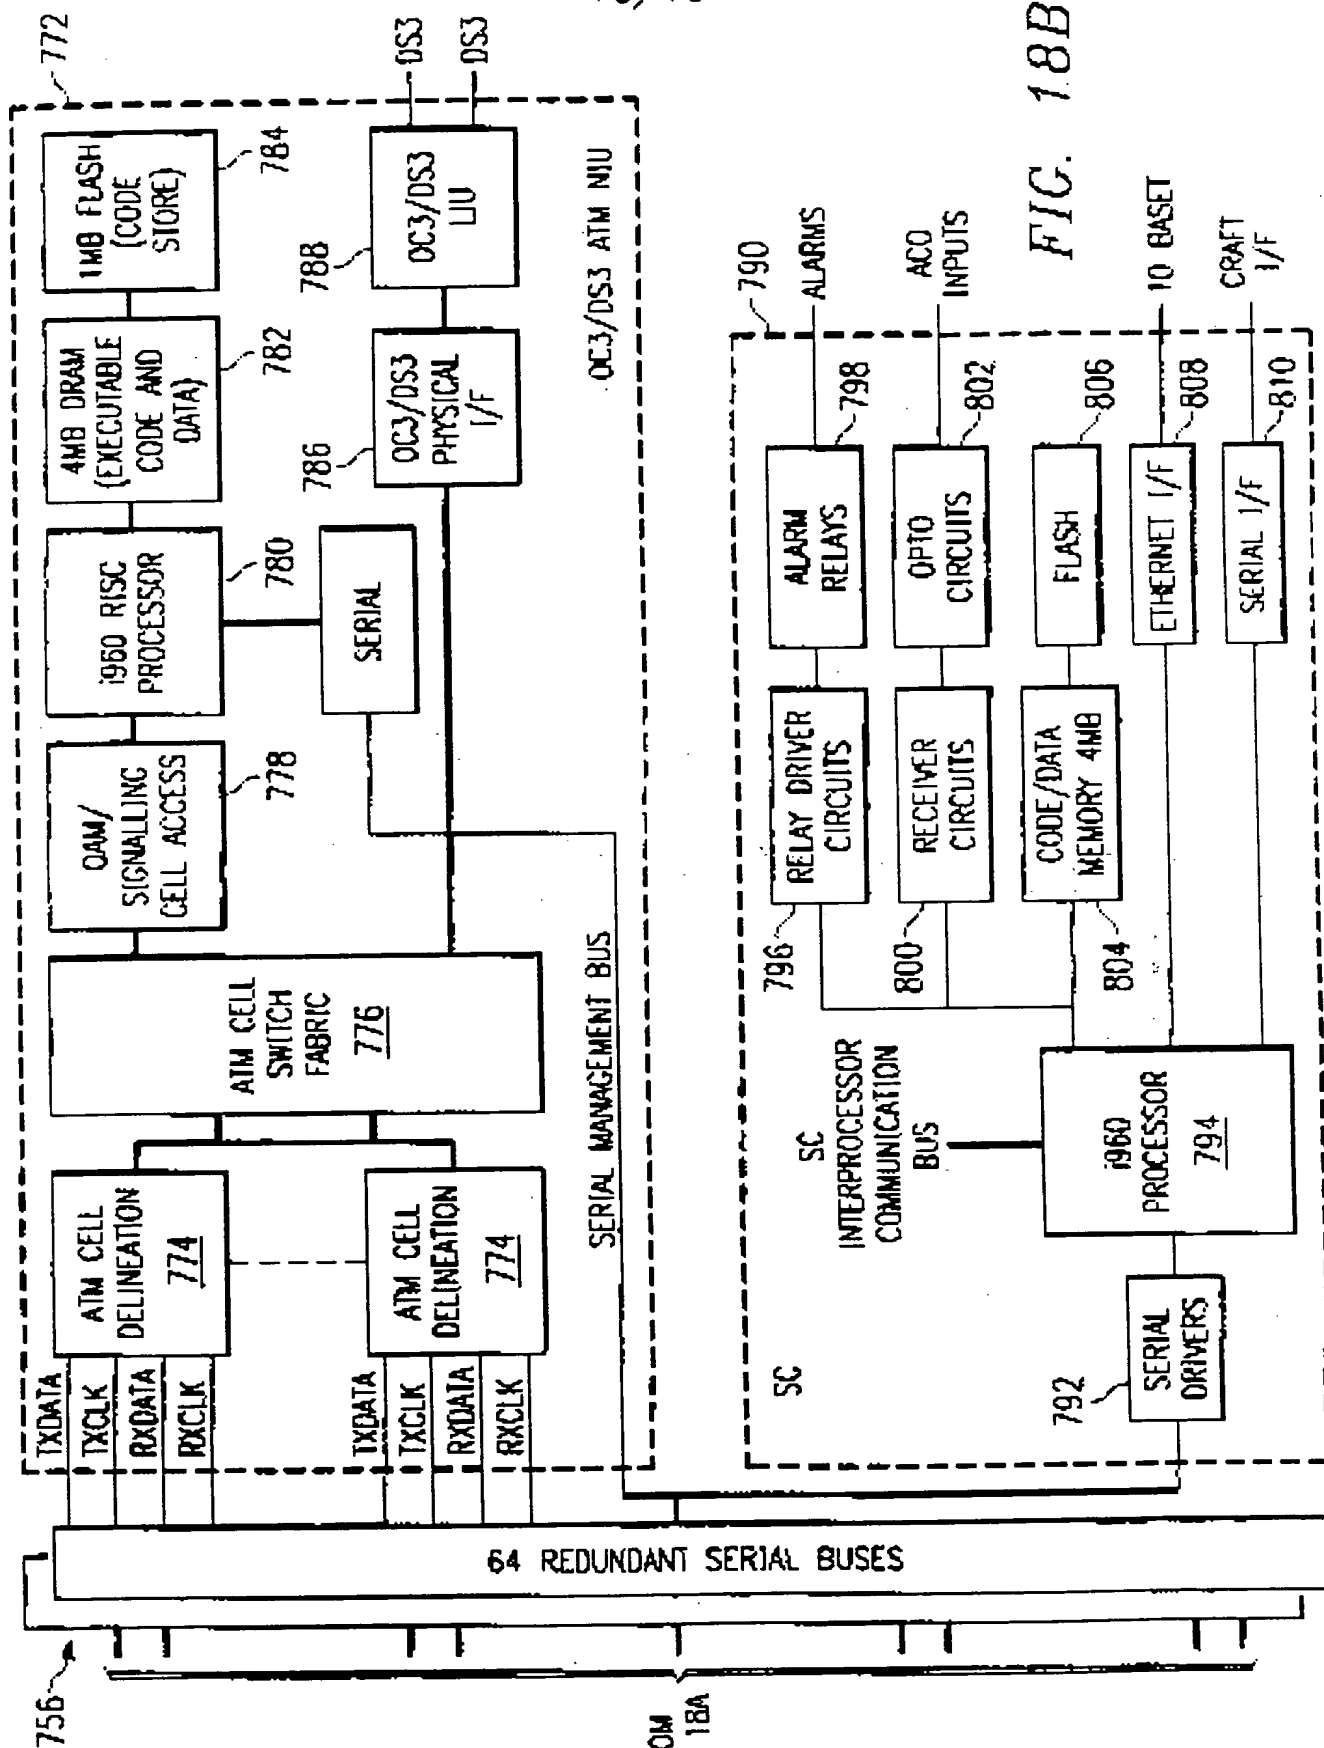 772
1MB FLASH
(CODE
STORE)
784
4MB DRAM
(EXECUTABLE
CODE AND
DATA)
782
i960 RISC
PROCESSOR
780
OAM/
SIGNALLING
CELL ACCESS
778
SERIAL
DS3
DS3
OC3/DS3
LIU
788
OC3/DS3
PHYSICAL
I/F
786
OC3/DS3 ATM NIU
ATM CELL
SWITCH
FABRIC
776
ATM CELL
DELINEATION
774
ATM CELL
DELINEATION
774
TXDATA
TXCLK
RXDATA
RXCLK
TXDATA
TXCLK
RXDATA
RXCLK
SERIAL MANAGEMENT BUS
64 REDUNDANT SERIAL BUSES
756
OM
18A
790
ALARMS
ACO
INPUTS
10 BASET
CRAFT
I/F
ALARM
RELAYS
798
OPTO
CIRCUITS
802
FLASH
806
ETHERNET I/F
808
SERIAL I/F
810
RELAY DRIVER
CIRCUITS
796
RECEIVER
CIRCUITS
800
CODE/DATA
MEMORY 4MB
804
SC
INTERPROCESSOR
COMMUNICATION
BUS
i960
PROCESSOR
794
SC
SERIAL
DRIVERS
792
FIG. 18B